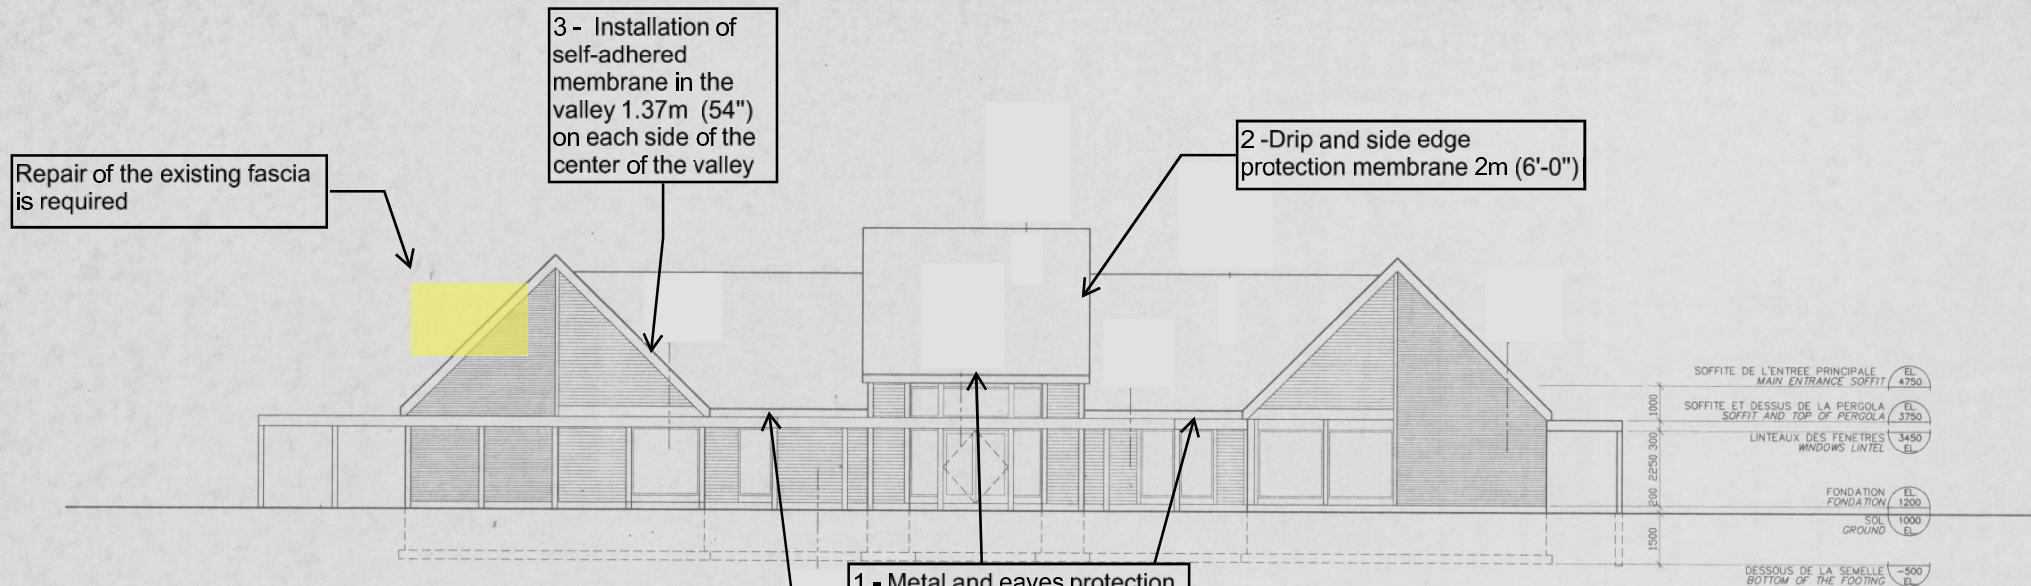 3 - Installation of
self-adhered
membrane in the
valley 1.37m (54")
on each side of the
center of the valley
2 -Drip and side edge
protection membrane 2m (6'-0")
Repair of the existing fascia
is required
SOFFITE DE L'ENTREE PRINCIPALE
MAIN ENTRANCE SOFFIT
EL
4750
SOFFITE ET DESSUS DE LA PERGOLA
SOFFIT AND TOP OF PERGOLA
EL
3750
LINTEAUX DES FENETRES
WINDOWS LINTEL
3450
EL
FONDATION
FONDATION
EL
1200
SOL
GROUND
1000
EL
DESSOUS DE LA SEMELLE
BOTTOM OF THE FOOTING
-500
EL
1000
300
2250
200
1500
1 - Metal and eaves protection